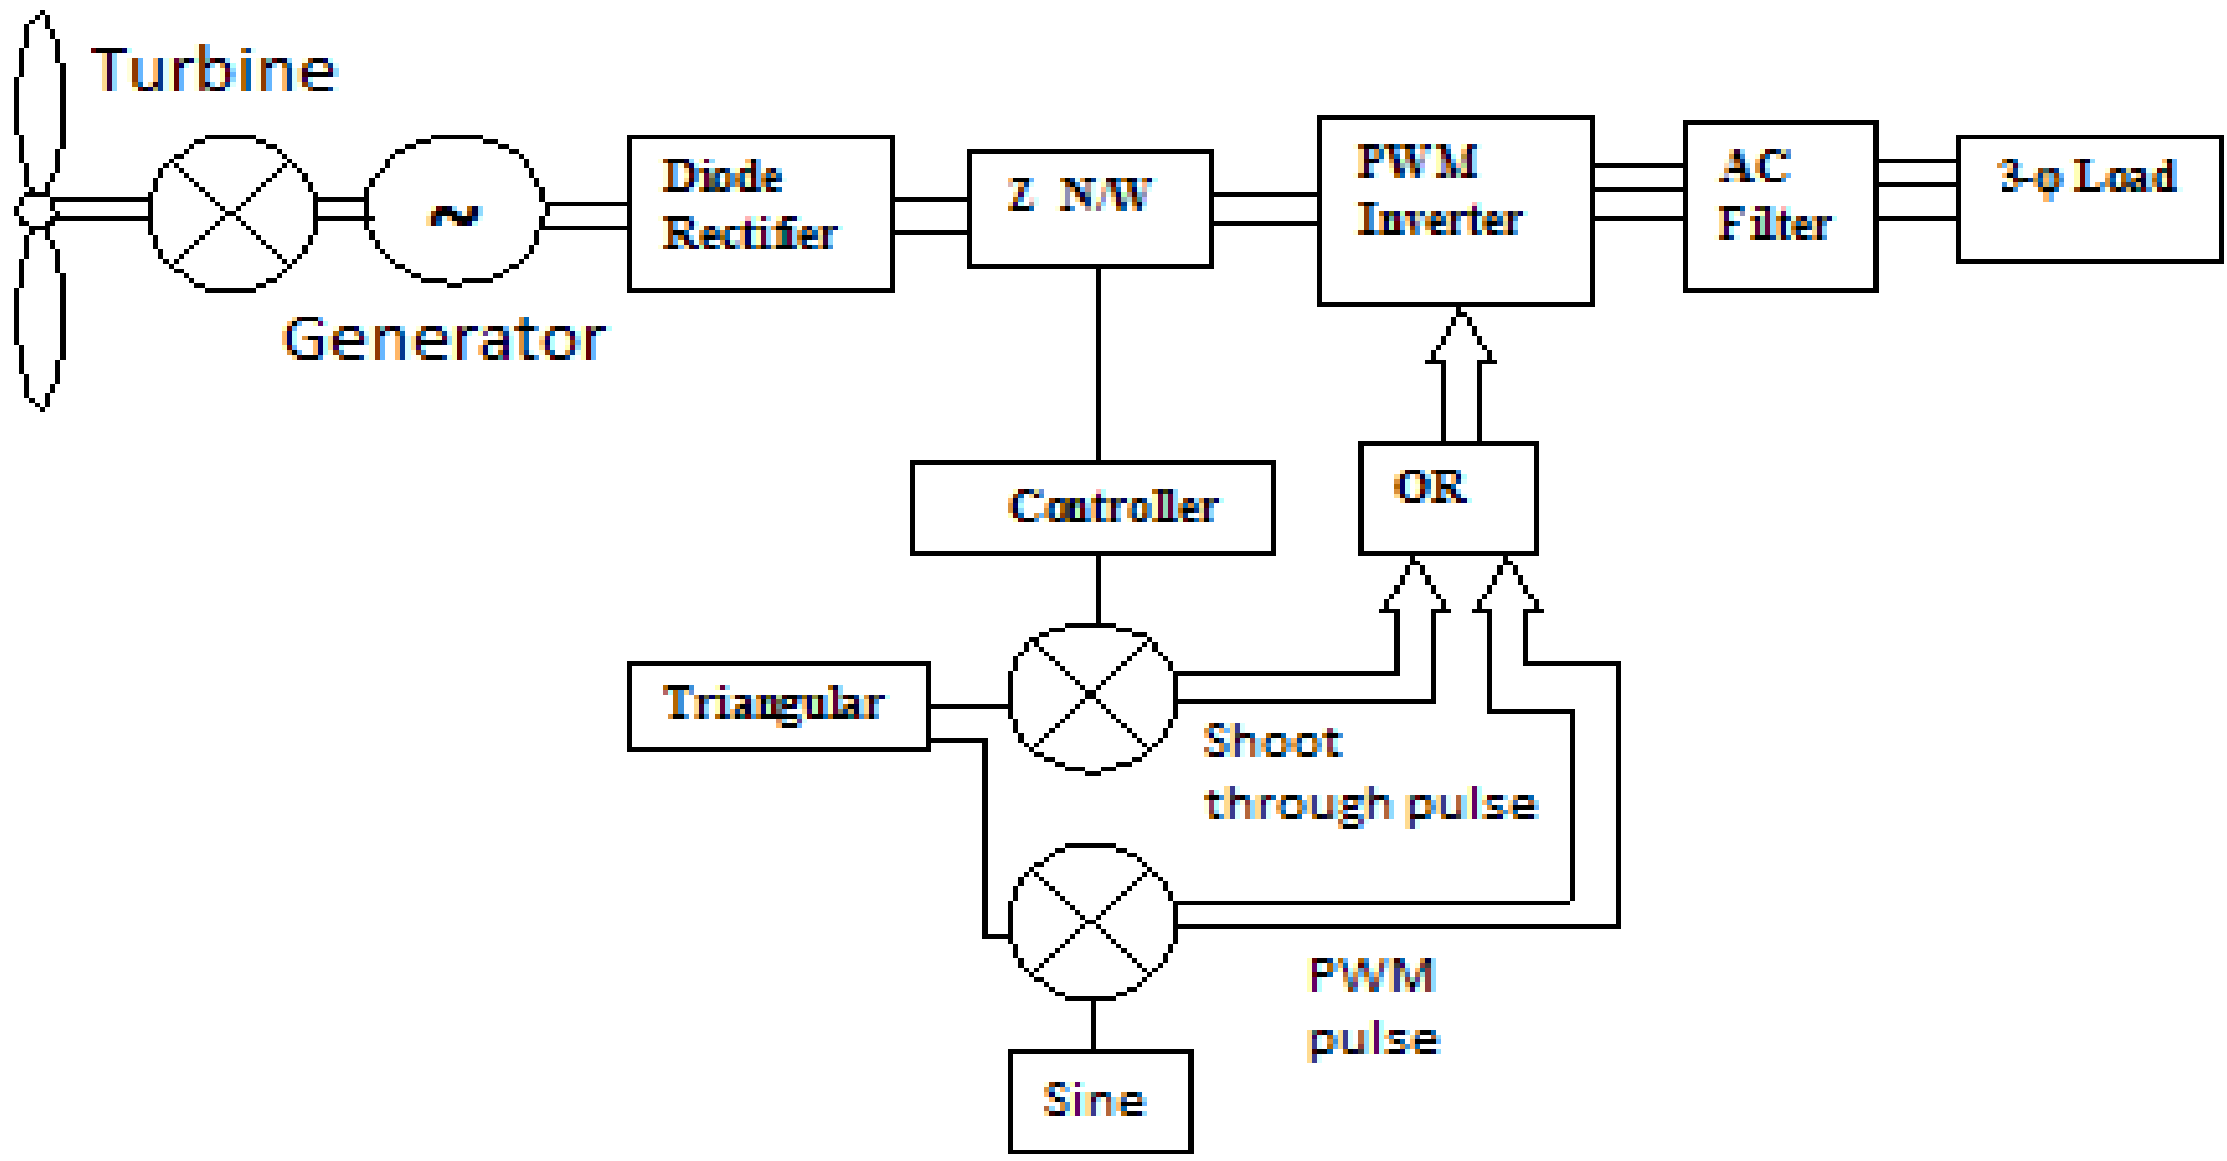 Turbine
Generator
~
Diode
Rectifier
Z N/W
PWM
Inverter
AC
Filter
3-φ Load
Controller
OR
Triangular
Shoot
through pulse
PWM
pulse
Sine